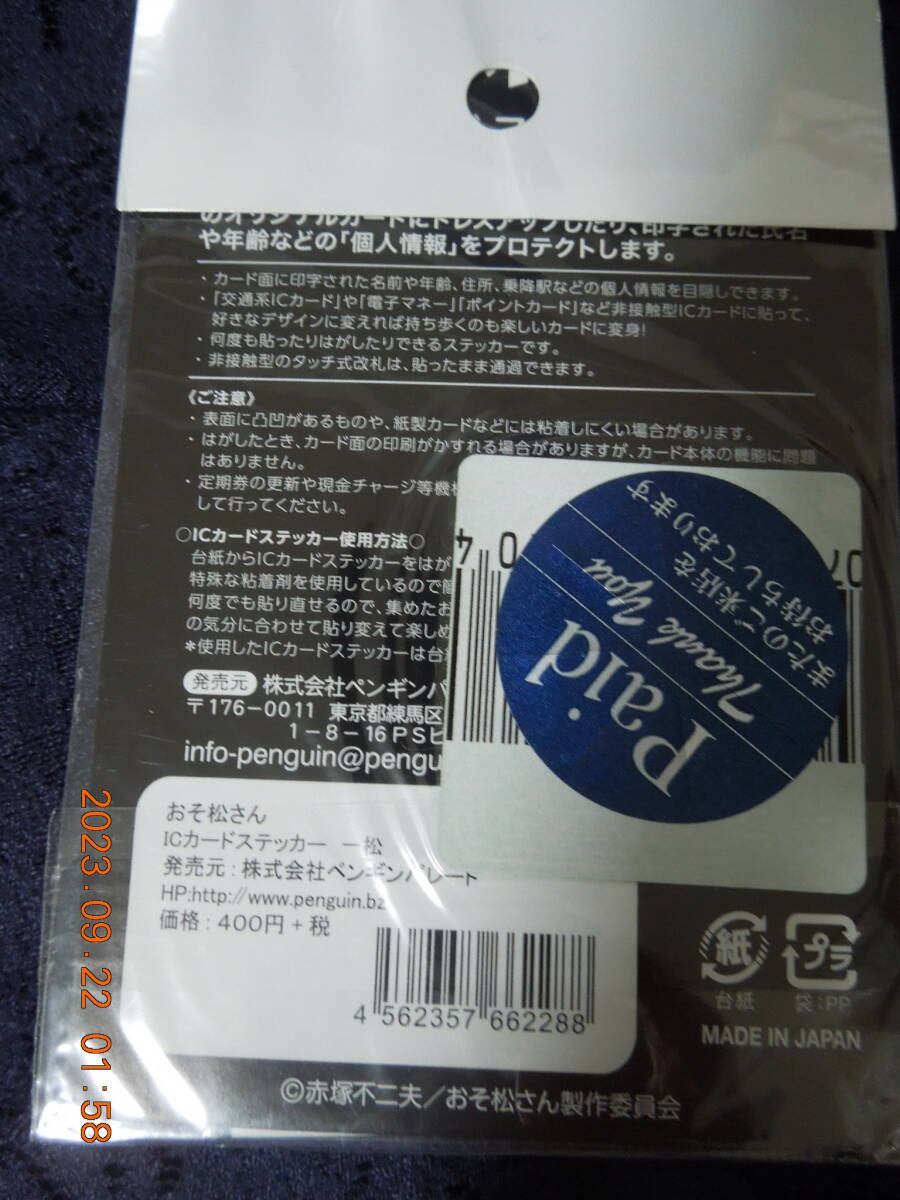 のオリジナルカードにドレスアップしたり、印字された氏名
や年齢などの「個人情報」をプロテクトします。
・カード面に印字された名前や年齢、住所、乗降駅などの個人情報を目隠しできます。
・「交通系ICカード」や「電子マネー」「ポイントカード」など非接触型ICカードに貼って、
好きなデザインに変えれば持ち歩くのも楽しいカードに変身!
・何度も貼ったりはがしたりできるステッカーです。
・非接触型のタッチ式改札は、貼ったまま通過できます。
《ご注意》
・表面に凸凹があるものや、紙製カードなどには粘着しにくい場合があります。
・はがしたとき、カード面の印刷がかすれる場合がありますが、カード本体の機能に問題
はありません。
・定期券の更新や現金チャージ等機械
して行ってください。
○ICカードステッカー使用方法○
台紙からICカードステッカーをはが
特殊な粘着剤を使用しているので簡
何度でも貼り直せるので、集めたお
の気分に合わせて貼り変えて楽しめ
*使用したICカードステッカーは台紙
発売元 株式会社ペンギンパ
〒176-0011 東京都練馬区
1-8-16PSビ
info-penguin@pengu
Paid
Thank You
またのご来店を
お待ちしております
おそ松さん
ICカードステッカー 一松
発売元:株式会社ペンギンパレード
HP:http://www.penguin.bz
価格:400円+税
4 562357 662288
紙
台紙
プラ
袋:PP
MADE IN JAPAN
©赤塚不二夫/おそ松さん製作委員会
2023.09.22 01:58